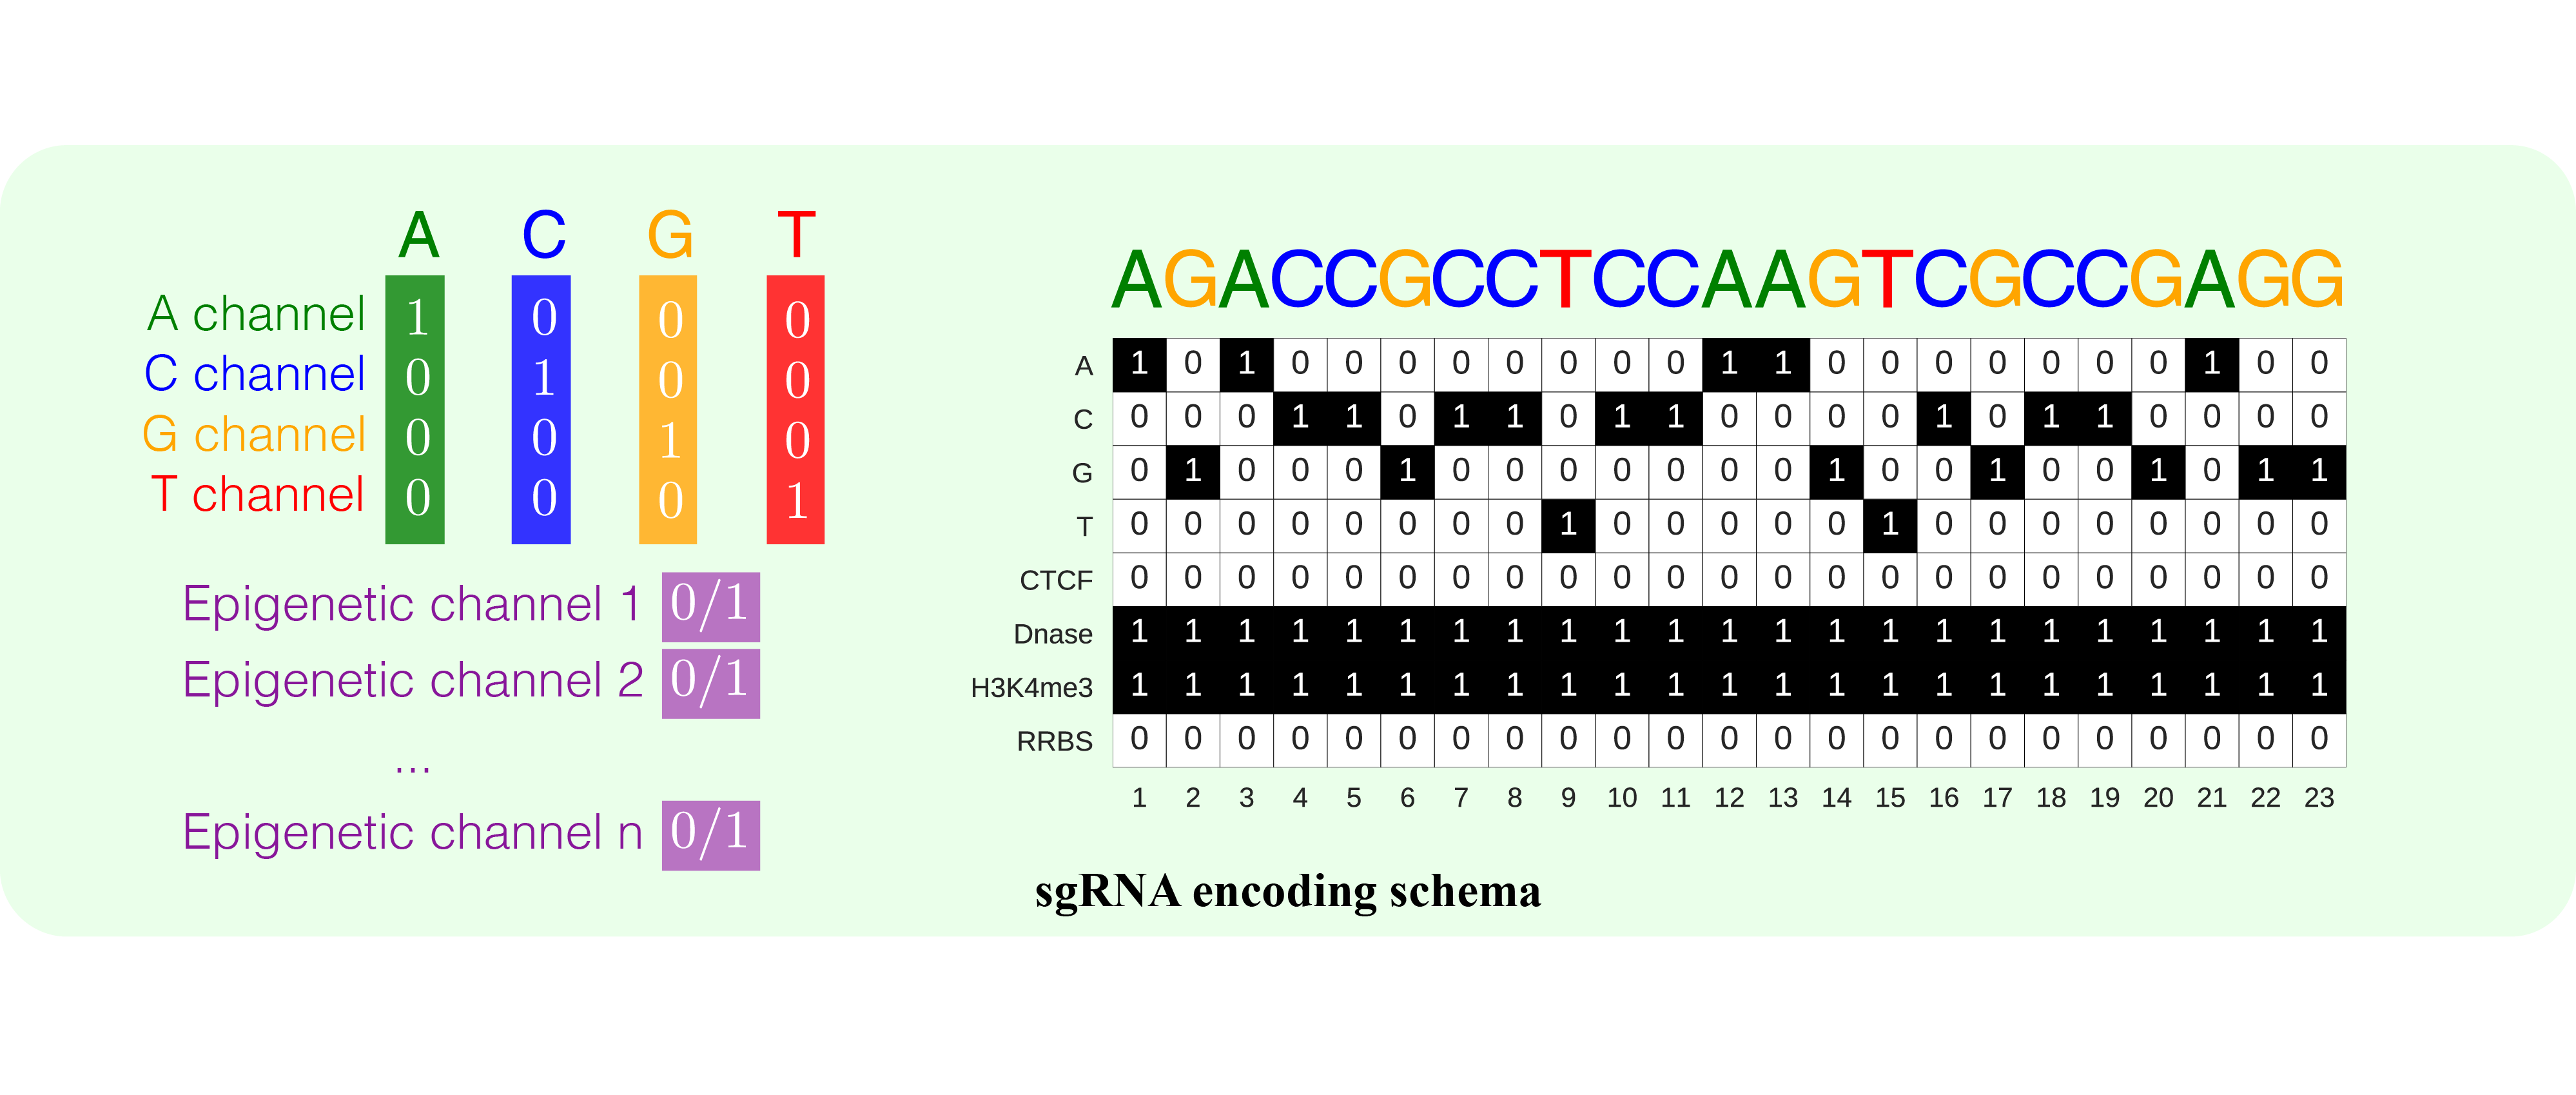 A C G T
A channel 1 0 0 0
C channel 0 1 0 0
G channel 0 0 1 0
T channel 0 0 0 1
Epigenetic channel 1 0/1
Epigenetic channel 2 0/1
...
Epigenetic channel n 0/1
AGACCGCCTCCAAGTCGCCGAGG
A 1 0 1 0 0 0 0 0 0 0 0 1 1 0 0 0 0 0 0 0 1 0 0
C 0 0 0 1 1 0 1 1 0 1 1 0 0 0 0 1 0 1 1 0 0 0 0
G 0 1 0 0 0 1 0 0 0 0 0 0 0 1 0 0 1 0 0 1 0 1 1
T 0 0 0 0 0 0 0 0 1 0 0 0 0 0 1 0 0 0 0 0 0 0 0
CTCF 0 0 0 0 0 0 0 0 0 0 0 0 0 0 0 0 0 0 0 0 0 0 0
Dnase 1 1 1 1 1 1 1 1 1 1 1 1 1 1 1 1 1 1 1 1 1 1 1
H3K4me3 1 1 1 1 1 1 1 1 1 1 1 1 1 1 1 1 1 1 1 1 1 1 1
RRBS 0 0 0 0 0 0 0 0 0 0 0 0 0 0 0 0 0 0 0 0 0 0 0
1 2 3 4 5 6 7 8 9 10 11 12 13 14 15 16 17 18 19 20 21 22 23
sgRNA encoding schema